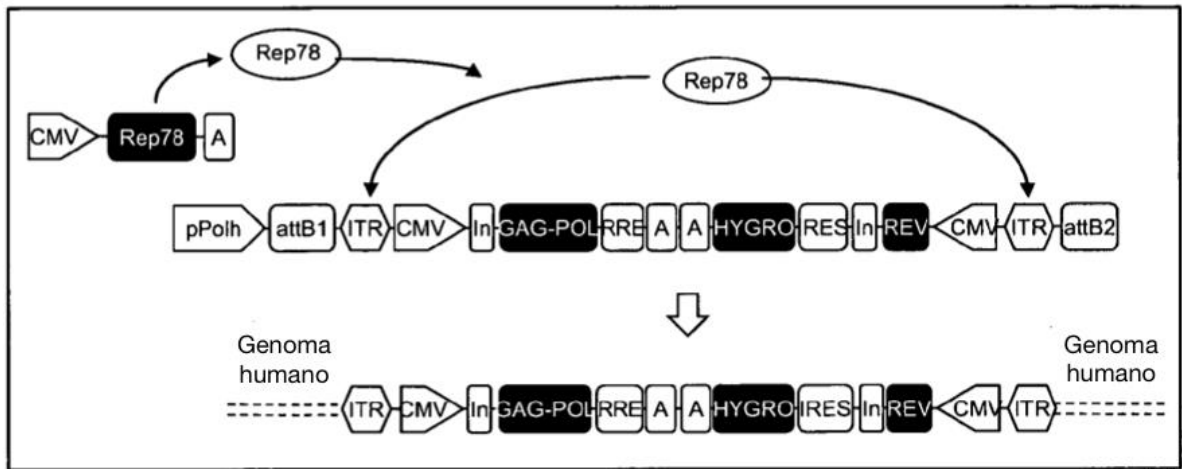 Rep78
Rep78
CMV Rep78 A
pPolh attB1 ITR CMV In GAG-POL RRE A A HYGRO RES In REV CMV ITR attB2
Genoma
humano
Genoma
humano
ITR CMV In GAG-POL RRE A A HYGRO IRES In REV CMV ITR